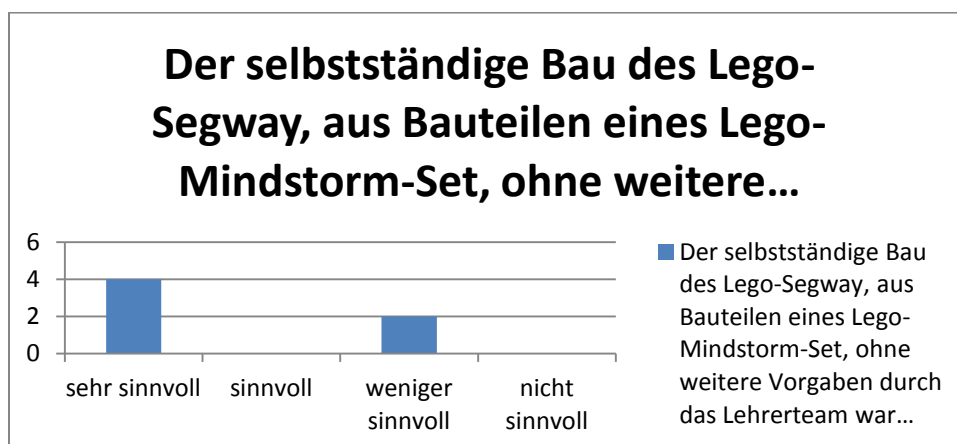 Der selbstständige Bau des Lego-
Segway, aus Bauteilen eines Lego-
Mindstorm-Set, ohne weitere…
6
4
2
0
sehr sinnvoll
sinnvoll
weniger
sinnvoll
nicht
sinnvoll
Der selbstständige Bau
des Lego-Segway, aus
Bauteilen eines Lego-
Mindstorm-Set, ohne
weitere Vorgaben durch
das Lehrerteam war…